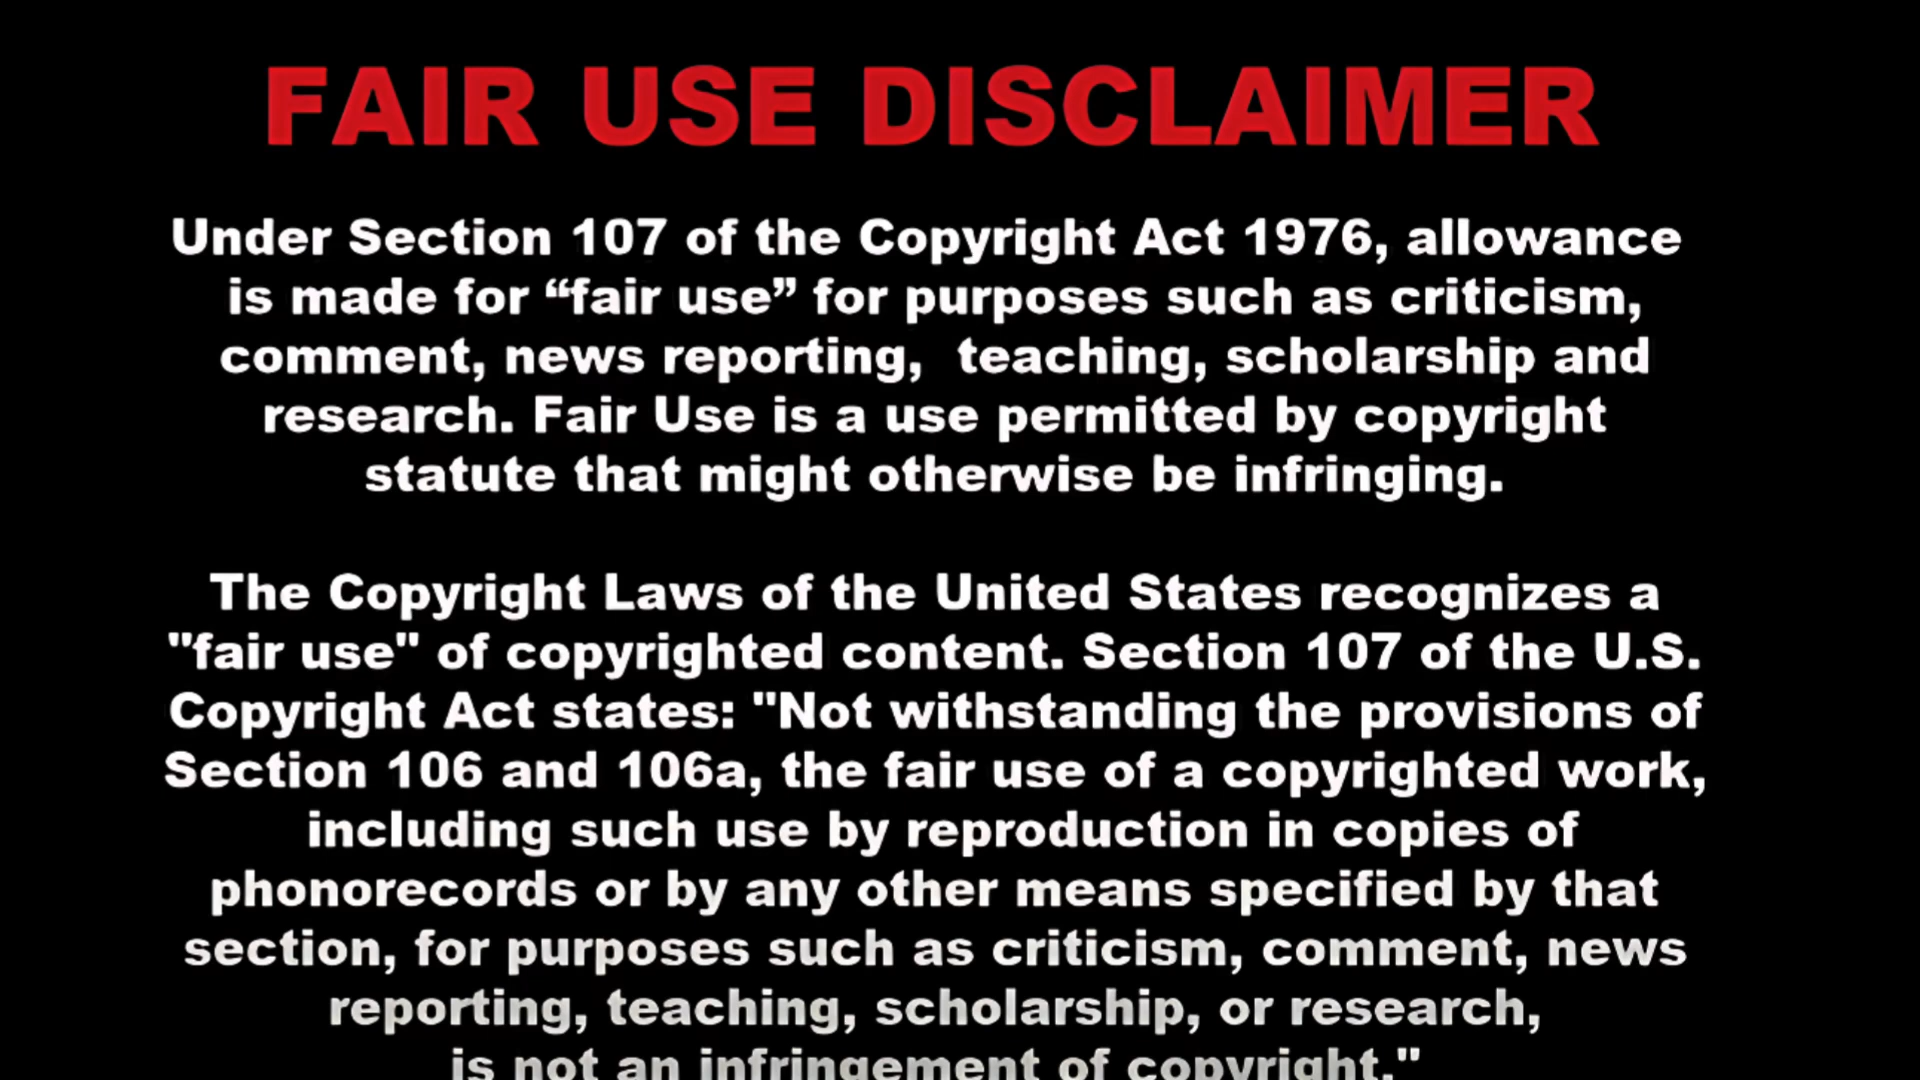 FAIR USE DISCLAIMER
Under Section 107 of the Copyright Act 1976, allowance
is made for “fair use” for purposes such as criticism,
comment, news reporting,  teaching, scholarship and
research. Fair Use is a use permitted by copyright
statute that might otherwise be infringing.
The Copyright Laws of the United States recognizes a
"fair use" of copyrighted content. Section 107 of the U.S.
Copyright Act states: "Not withstanding the provisions of
Section 106 and 106a, the fair use of a copyrighted work,
including such use by reproduction in copies of
phonorecords or by any other means specified by that
section, for purposes such as criticism, comment, news
reporting, teaching, scholarship, or research,
is not an infringement of copyright."